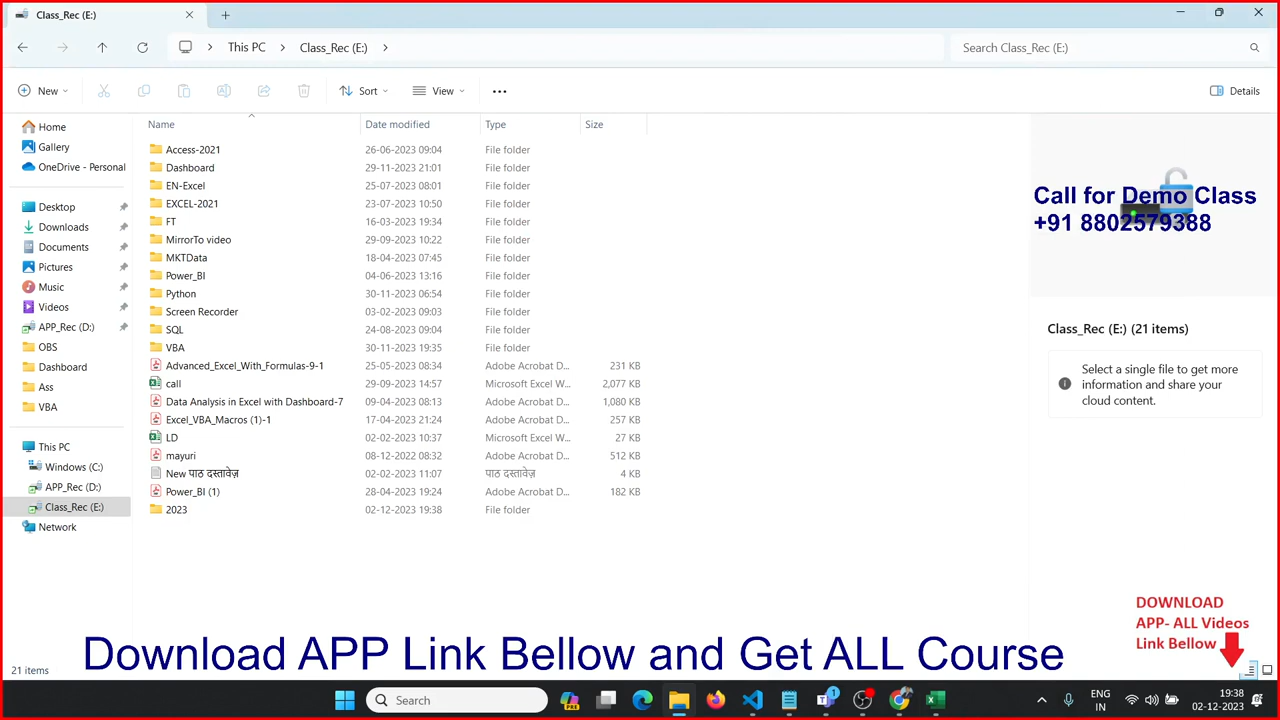 Class_Rec (E:)
This PC > Class_Rec (E:) >
Search Class_Rec (E:)
New
Sort
View
Details
Home
Gallery
OneDrive - Personal
Desktop
Downloads
Documents
Pictures
Music
Videos
APP_Rec (D:)
OBS
Dashboard
Ass
VBA
This PC
Windows (C:)
APP_Rec (D:)
Class_Rec (E:)
Network
Name Date modified Type Size
Access-2021 26-06-2023 09:04 File folder
Dashboard 29-11-2023 21:01 File folder
EN-Excel 25-07-2023 08:01 File folder
EXCEL-2021 23-07-2023 10:50 File folder
FT 16-03-2023 19:34 File folder
MirrorTo video 29-09-2023 10:22 File folder
MKTData 18-04-2023 07:45 File folder
Power_BI 04-06-2023 13:16 File folder
Python 30-11-2023 06:54 File folder
Screen Recorder 03-02-2023 09:03 File folder
SQL 24-08-2023 09:04 File folder
VBA 30-11-2023 19:35 File folder
Advanced_Excel_With_Formulas-9-1 25-05-2023 08:34 Adobe Acrobat D... 231 KB
call 29-09-2023 14:57 Microsoft Excel W... 2,077 KB
Data Analysis in Excel with Dashboard-7 09-04-2023 08:13 Adobe Acrobat D... 1,080 KB
Excel_VBA_Macros (1)-1 17-04-2023 21:24 Adobe Acrobat D... 257 KB
LD 02-02-2023 10:37 Microsoft Excel W... 27 KB
mayuri 08-12-2022 08:32 Adobe Acrobat D... 512 KB
New पाठ दस्तावेज़ 02-02-2023 11:07 पाठ दस्तावेज़ 4 KB
Power_BI (1) 28-04-2023 19:24 Adobe Acrobat D... 182 KB
2023 02-12-2023 19:38 File folder
Call for Demo Class
+91 8802579388
Class_Rec (E:) (21 items)
Select a single file to get more
information and share your
cloud content.
DOWNLOAD
APP- ALL Videos
Link Bellow
Download APP Link Bellow and Get ALL Course
21 items
Search
PRE
1
ENG
IN
19:38
02-12-2023